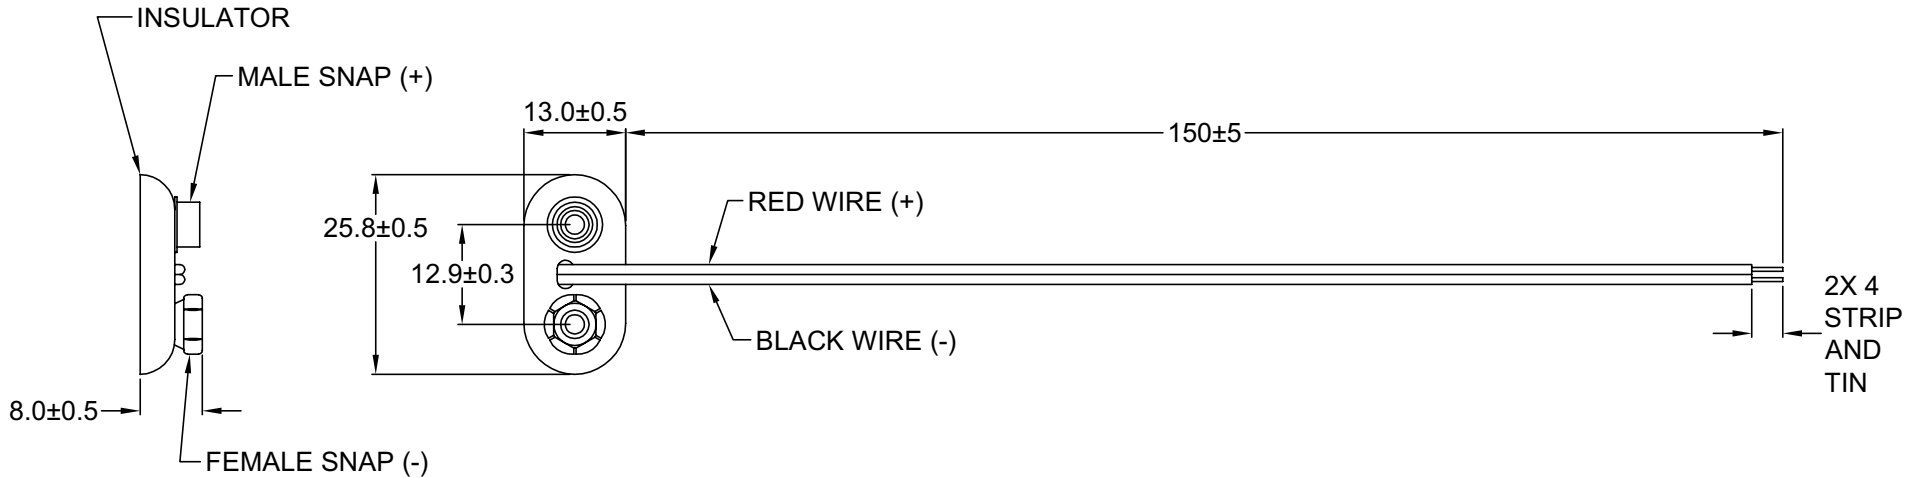 INSULATOR
MALE SNAP (+)
13.0±0.5
150±5
25.8±0.5
RED WIRE (+)
12.9±0.3
2X 4
STRIP
AND
TIN
BLACK WIRE (-)
8.0±0.5
FEMALE SNAP (-)